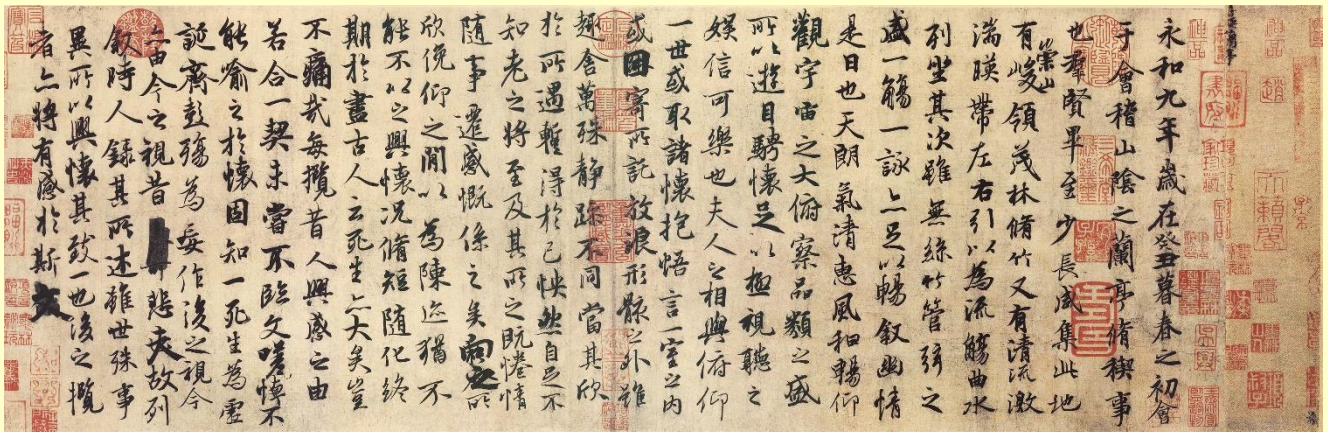 永和九年歲在癸丑暮春之初會
于會稽山陰之蘭亭脩稧事
也羣賢畢至少長咸集此地
有崇山峻領茂林脩竹又有清流激
湍暎帶左右引以為流觴曲水
列坐其次雖無絲竹管弦之
盛一觴一詠亦足以暢敘幽情
是日也天朗氣清惠風和暢仰
觀宇宙之大俯察品類之盛
所以遊目騁懷足以極視聽之
娛信可樂也夫人之相與俯仰
一世或取諸懷抱悟言一室之內
或因寄所託放浪形骸之外雖
趣舍萬殊靜躁不同當其欣
於所遇蹔得於己怏然自足不
知老之將至及其所之既惓情
隨事遷感慨係之矣向之所
欣俛仰之閒以為陳迹猶不
能不以之興懷況脩短隨化終
期於盡古人云死生亦大矣豈
不痛哉每攬昔人興感之由
若合一契未嘗不臨文嗟悼不
能喻之於懷固知一死生為虛
誕齊彭殤為妄作後之視今
亦由今之視昔悲夫故列
敘時人錄其所述雖世殊事
異所以興懷其致一也後之攬
者亦將有感於斯文